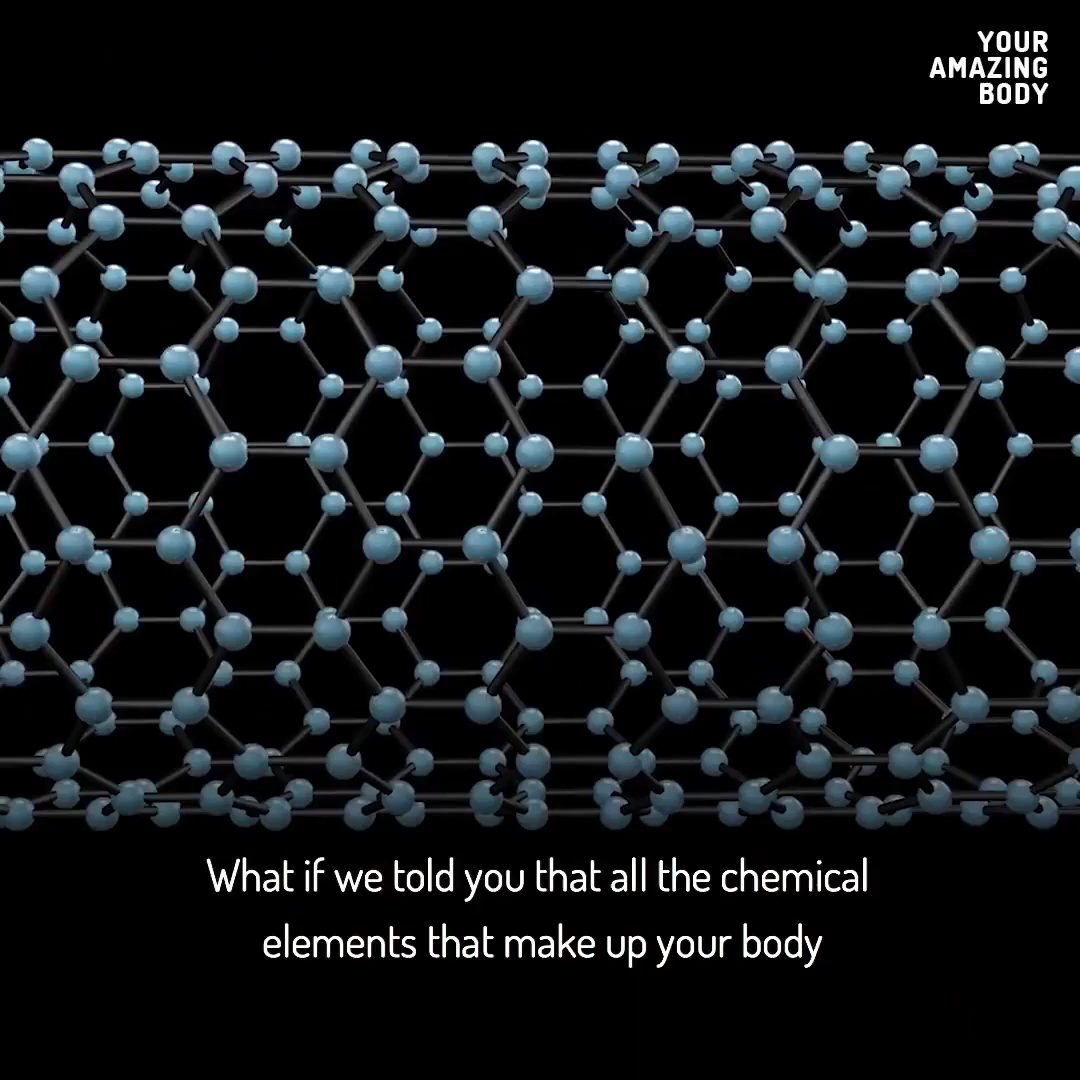 YOUR
AMAZING
BODY
What if we told you that all the chemical
elements that make up your body